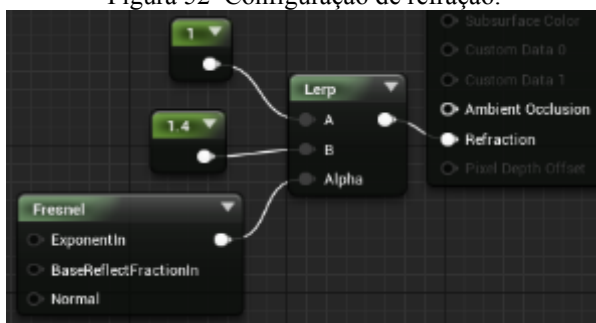 Figura 32- Configuração de refração.
1
Subsurface Color
Custom Data 0
Custom Data 1
Lerp
A
Ambient Occlusion
1.4
B
Refraction
Alpha
Pixel Depth Offset
Fresnel
ExponentIn
BaseReflectFractionIn
Normal